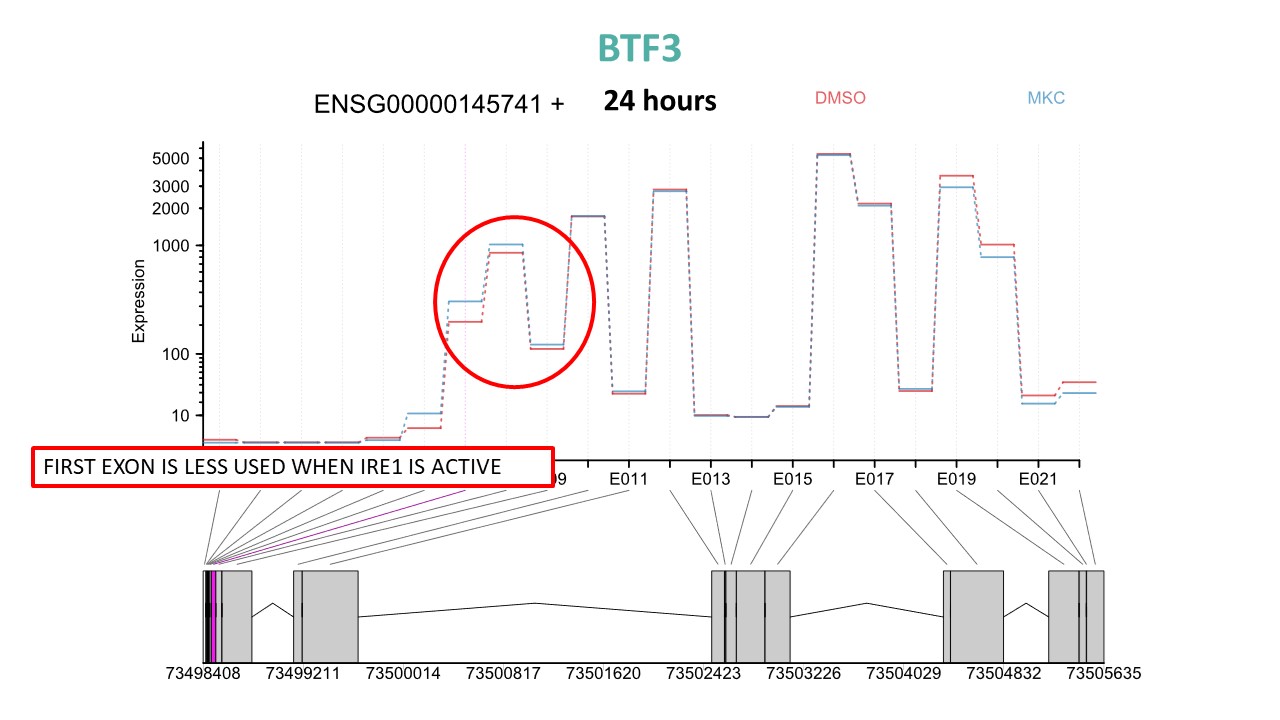 BTF3
ENSG00000145741 + 24 hours DMSO MKC
5000
3000
2000
1000
100
10
Expression
FIRST EXON IS LESS USED WHEN IRE1 IS ACTIVE
E011 E013 E015 E017 E019 E021
73498408 73499211 73500014 73500817 73501620 73502423 73503226 73504029 73504832 73505635